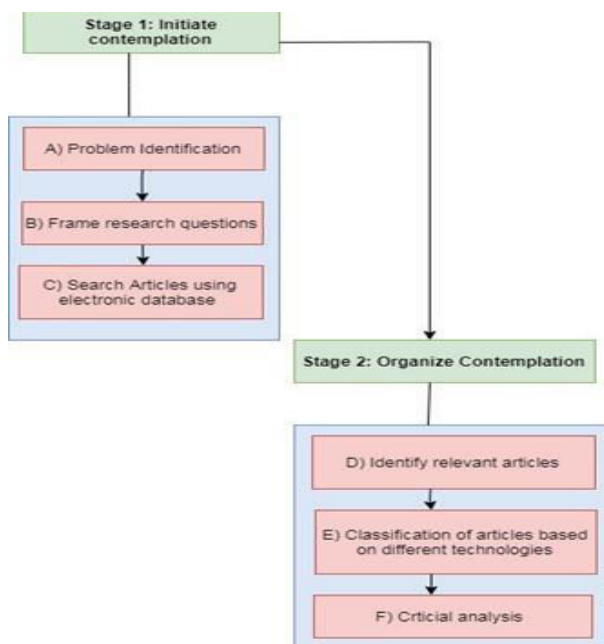 Stage 1: Initiate
contemplation
A) Problem Identification
B) Frame research questions
C) Search Articles using
electronic database
Stage 2: Organize Contemplation
D) Identify relevant articles
E) Classification of articles based
on different technologies
F) Crticial analysis